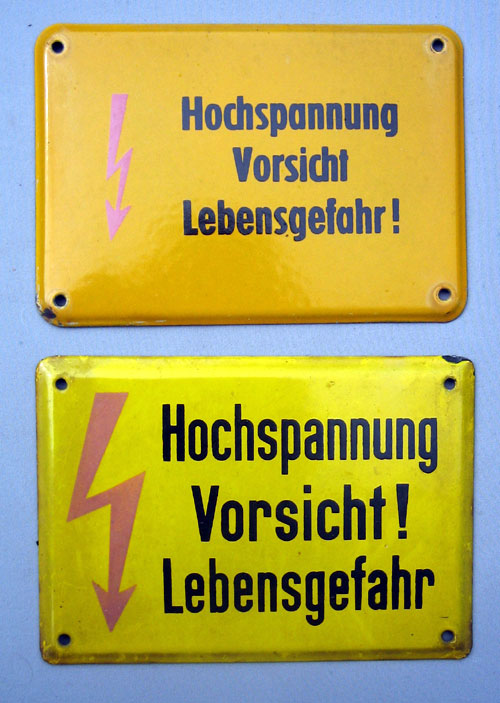 Hochspannung
Vorsicht
Lebensgefahr!
Hochspannung
Vorsicht!
Lebensgefahr